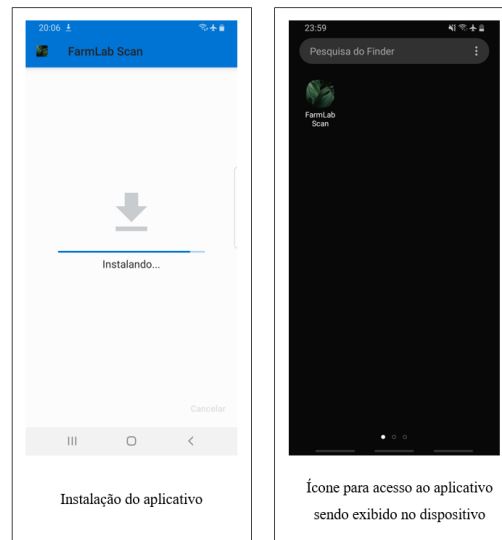 20:06
FarmLab Scan
Instalando...
Cancelar
Instalação do aplicativo
23:59
Pesquisa do Finder
FarmLab
Scan
Ícone para acesso ao aplicativo
sendo exibido no dispositivo